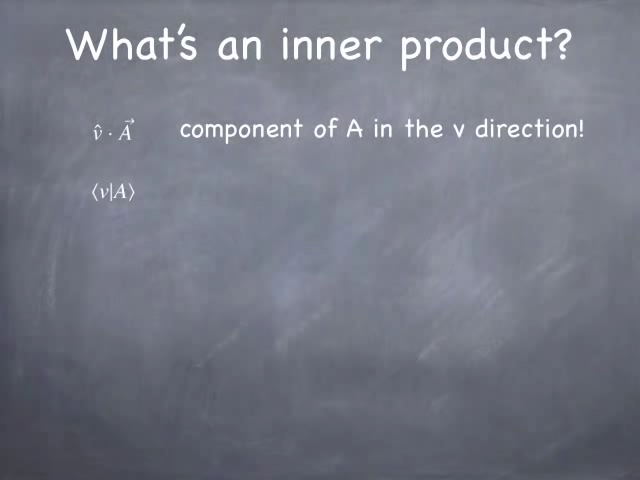 What's an inner product?
v̂ · A⃗ component of A in the v direction!
⟨v|A⟩